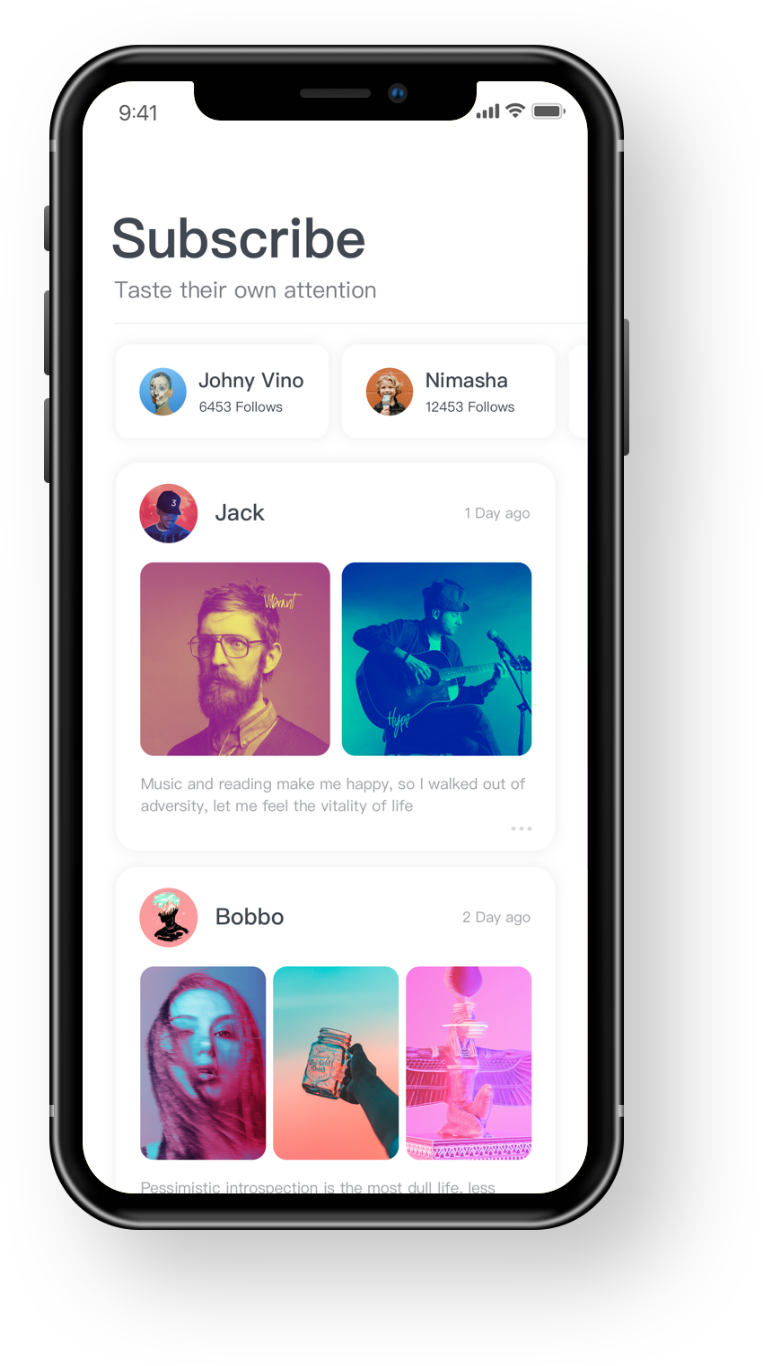 9:41
Subscribe
Taste their own attention
Johny Vino
6453 Follows
Nimasha
12453 Follows
3
Jack
1 Day ago
Vibrant
Hype
Music and reading make me happy, so I walked out of
adversity, let me feel the vitality of life
Bobbo
2 Day ago
Pessimistic introspection is the most dull life, less